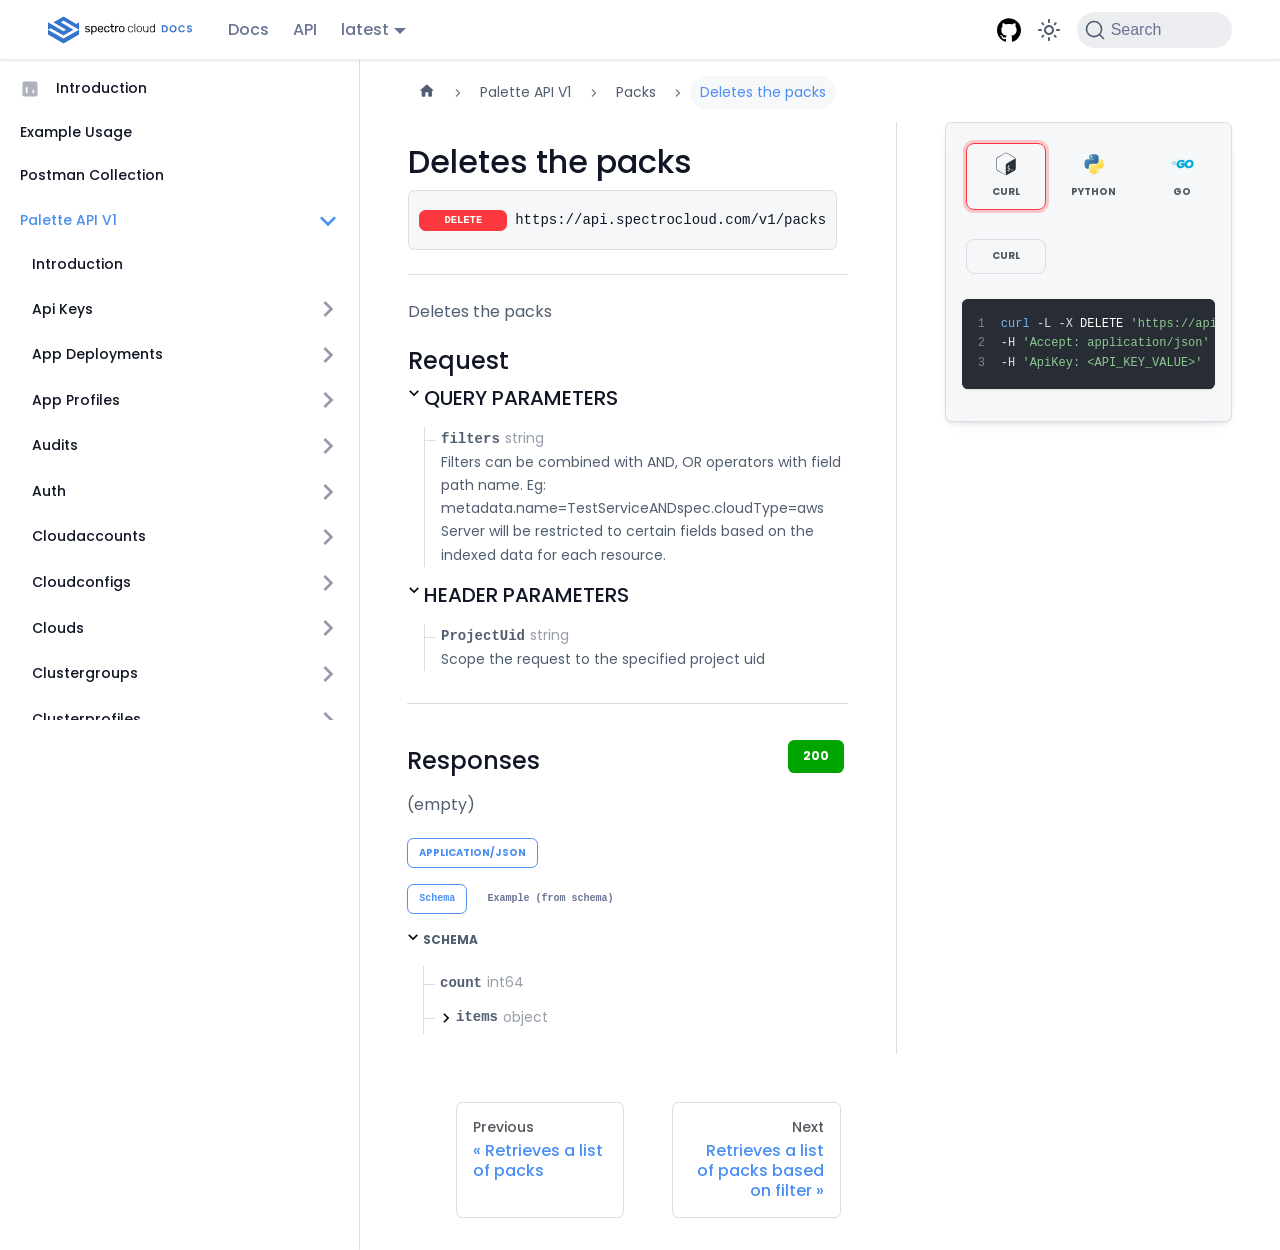 spectro cloud DOCS
Docs API latest
Search
Introduction
Example Usage
Postman Collection
Palette API V1
Introduction
Api Keys
App Deployments
App Profiles
Audits
Auth
Cloudaccounts
Cloudconfigs
Clouds
Clustergroups
Clusterprofiles
Palette API V1 Packs Deletes the packs
Deletes the packs
DELETE https://api.spectrocloud.com/v1/packs
Deletes the packs
Request
QUERY PARAMETERS
filters string
Filters can be combined with AND, OR operators with field
path name. Eg:
metadata.name=TestServiceANDspec.cloudType=aws
Server will be restricted to certain fields based on the
indexed data for each resource.
HEADER PARAMETERS
ProjectUid string
Scope the request to the specified project uid
Responses
200
(empty)
APPLICATION/JSON
Schema Example (from schema)
SCHEMA
count int64
items object
CURL PYTHON GO
GO
CURL
1 curl -L -X DELETE 'https://api
2 -H 'Accept: application/json'
3 -H 'ApiKey: <API_KEY_VALUE>'
Previous
« Retrieves a list
of packs
Next
Retrieves a list
of packs based
on filter »